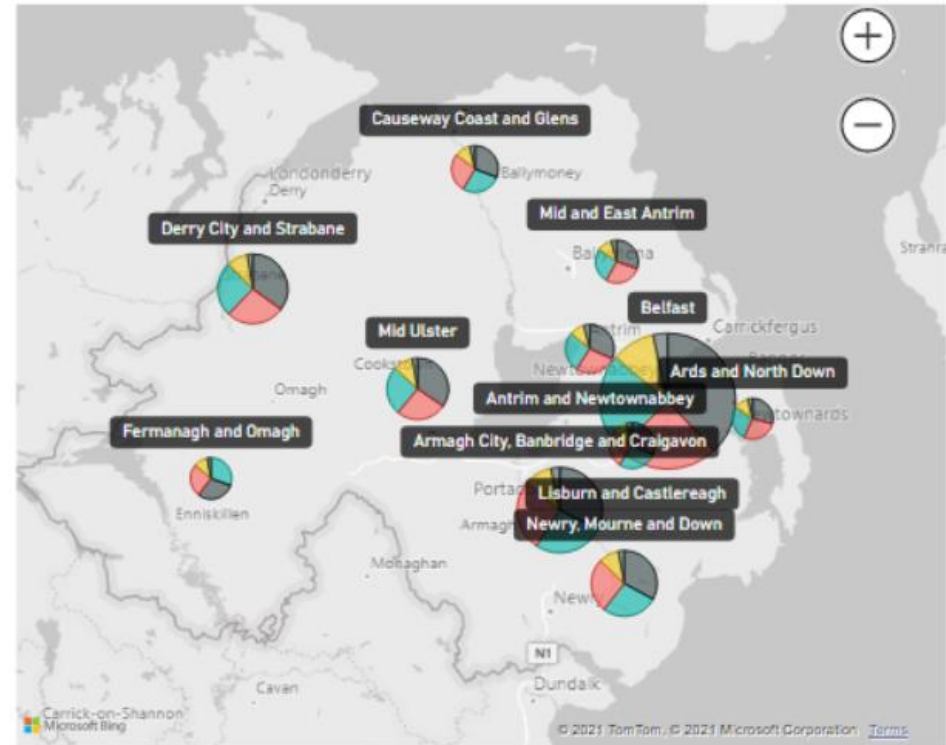 Causeway Coast and Glens
Londonderry
Derry
Ballymoney
Derry City and Strabane
Mid and East Antrim
Stranra
Belfast
Carrickfergus
Mid Ulster
Ards and North Down
Omagh
Antrim and Newtownabbey
Fermanagh and Omagh
Armagh City, Banbridge and Craigavon
Lisburn and Castlereagh
Enniskillen
Armagh
Newry, Mourne and Down
Monaghan
Newry
N1
Dundalk
Cavan
Carrick-on-Shannon
Microsoft Bing
© 2021 TomTom, © 2021 Microsoft Corporation Terms